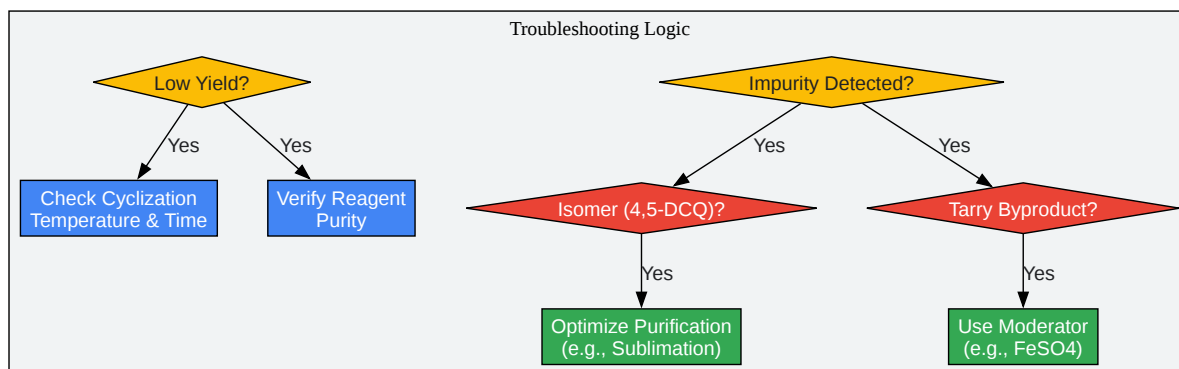 Troubleshooting Logic
Low Yield?
Impurity Detected?
Yes
Yes
Yes
Yes
Check Cyclization
Temperature & Time
Verify Reagent
Purity
Isomer (4,5-DCQ)?
Tarry Byproduct?
Yes
Yes
Optimize Purification
(e.g., Sublimation)
Use Moderator
(e.g., FeSO4)